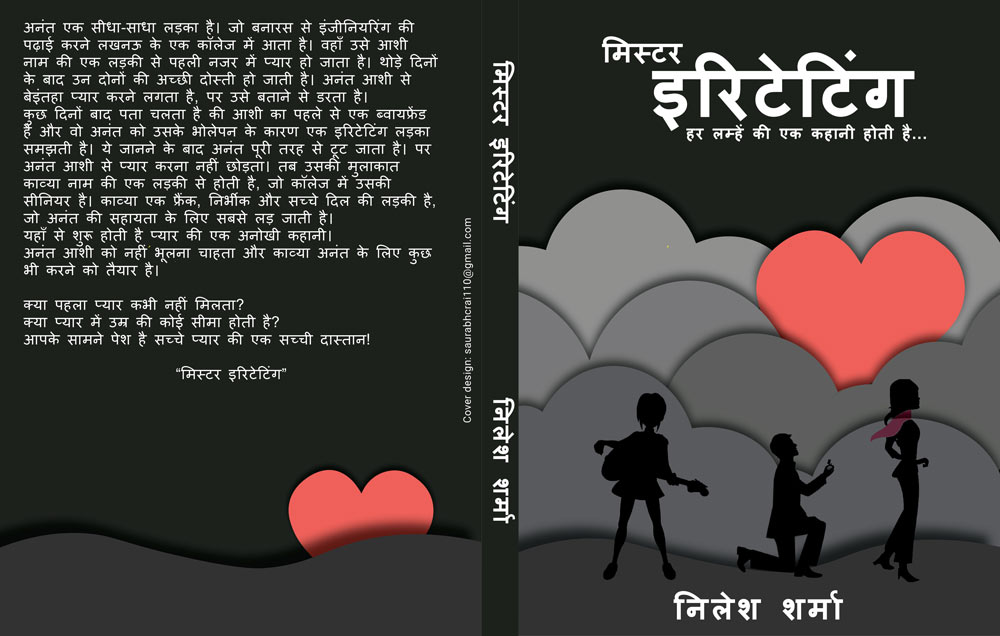 अनंत एक सीधा-साधा लड़का है। जो बनारस से इंजीनियरिंग की
पढ़ाई करने लखनऊ के एक कॉलेज में आता है। वहाँ उसे आशी
नाम की एक लड़की से पहली नजर में प्यार हो जाता है। थोड़े दिनों
के बाद उन दोनों की अच्छी दोस्ती हो जाती है। अनंत आशी से
बेइंतहा प्यार करने लगता है, पर उसे बताने से डरता है।
कुछ दिनों बाद पता चलता है की आशी का पहले से एक ब्वायफ्रेंड
है और वो अनंत को उसके भोलेपन के कारण एक इरिटेटिंग लड़का
समझती है। ये जानने के बाद अनंत पूरी तरह से टूट जाता है। पर
अनंत आशी से प्यार करना नहीं छोड़ता। तब उसकी मुलाकात
काव्या नाम की एक लड़की से होती है, जो कॉलेज में उसकी
सीनियर है। काव्या एक फ्रैंक, निर्भीक और सच्चे दिल की लड़की है,
जो अनंत की सहायता के लिए सबसे लड़ जाती है।
यहाँ से शुरू होती है प्यार की एक अनोखी कहानी।
अनंत आशी को नहीं भूलना चाहता और काव्या अनंत के लिए कुछ
भी करने को तैयार है।
क्या पहला प्यार कभी नहीं मिलता?
क्या प्यार में उम्र की कोई सीमा होती है?
आपके सामने पेश है सच्चे प्यार की एक सच्ची दास्तान!
“मिस्टर इरिटेटिंग”
Cover design: saurabhcrai110@gmail.com
मिस्टर इरिटेटिंग
निलेश शर्मा
मिस्टर
इरिटेटिंग
हर लम्हें की एक कहानी होती है...
निलेश शर्मा